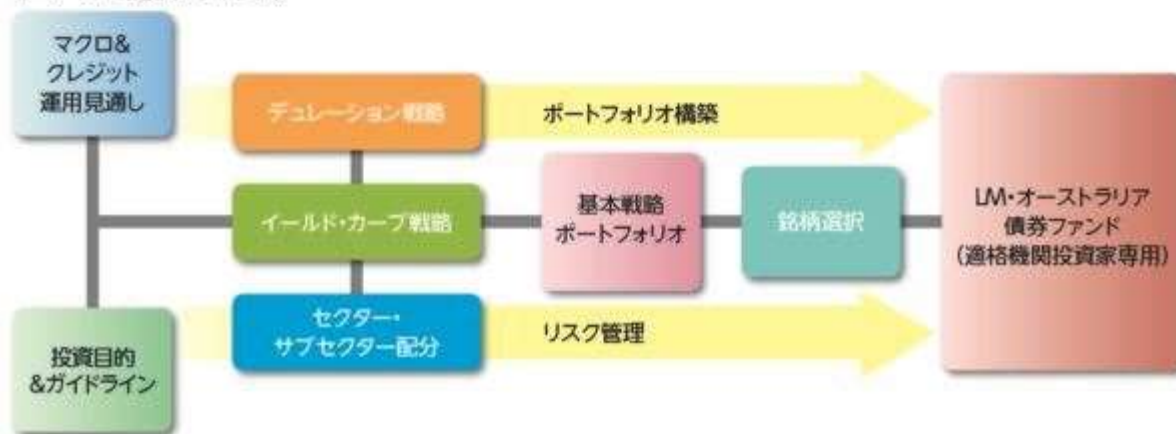 マクロ&
クレジット
運用見通し
デュレーション戦略
ポートフォリオ構築
イールド・カーブ戦略
基本戦略
ポートフォリオ
銘柄選択
LM・オーストラリア
債券ファンド
(適格機関投資家専用)
セクター・
サブセクター配分
リスク管理
投資目的
&ガイドライン